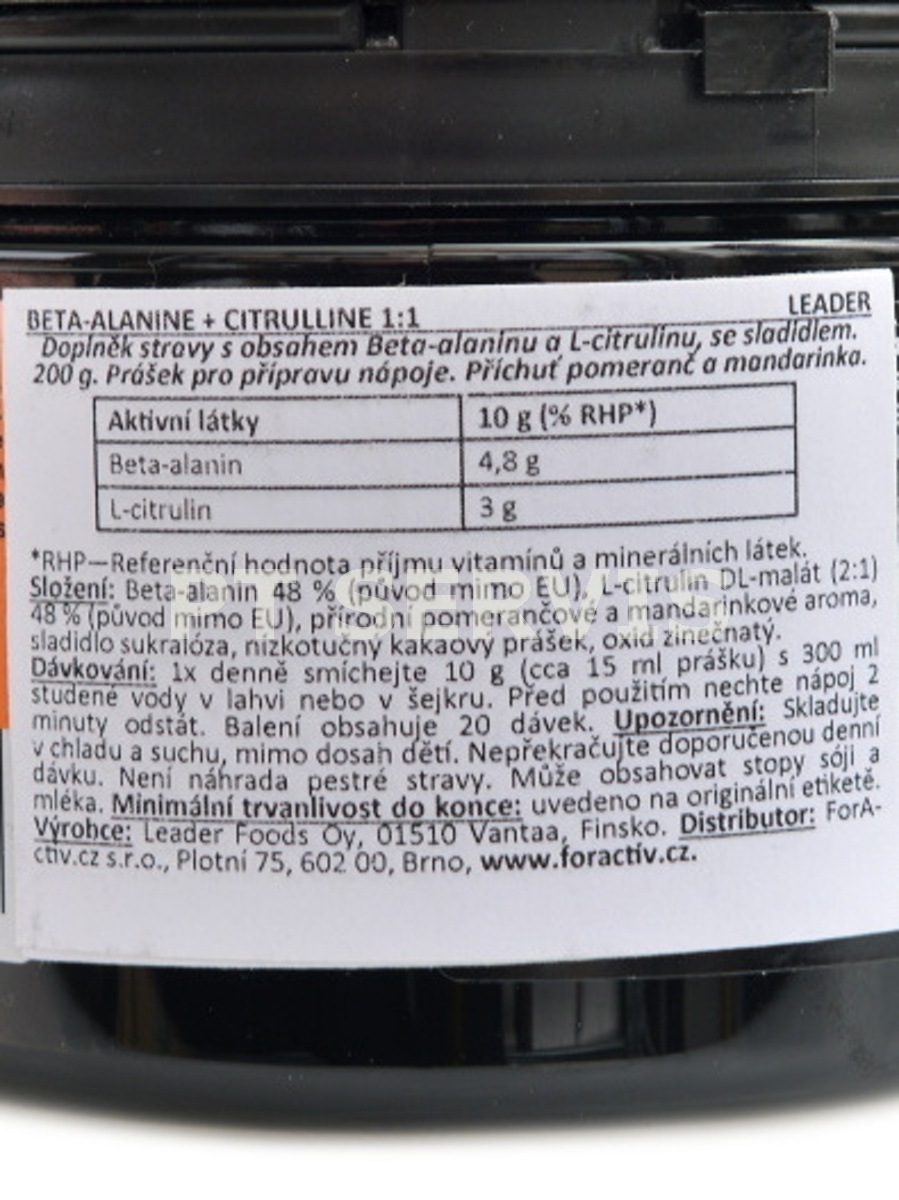 BETA-ALANINE + CITRULLINE 1:1 LEADER
Doplněk stravy s obsahem Beta-alaninu a L-citrulinu, se sladidlem.
200 g. Prášek pro přípravu nápoje. Příchuť pomeranč a mandarinka.
Aktivní látky 10 g (% RHP*)
Beta-alanin 4,8 g
L-citrulin 3 g
*RHP—Referenční hodnota příjmu vitamínů a minerálních látek.
Složení: Beta-alanin 48 % (původ mimo EU), L-citrulin DL-malát (2:1)
48 % (původ mimo EU), přírodní pomerančové a mandarinkové aroma,
sladidlo sukralóza, nízkotučný kakaový prášek, oxid zinečnatý.
Dávkování: 1x denně smíchejte 10 g (cca 15 ml prášku) s 300 ml
studené vody v lahvi nebo v šejkru. Před použitím nechte nápoj 2
minuty odstát. Balení obsahuje 20 dávek. Upozornění: Skladujte
v chladu a suchu, mimo dosah dětí. Nepřekračujte doporučenou denní
dávku. Není náhrada pestré stravy. Může obsahovat stopy sóji a
mléka. Minimální trvanlivost do konce: uvedeno na originální etiketě.
Výrobce: Leader Foods Oy, 01510 Vantaa, Finsko. Distributor: ForA-
ctiv.cz s.r.o., Plotní 75, 602 00, Brno, www.foractiv.cz.
PT SERVIS